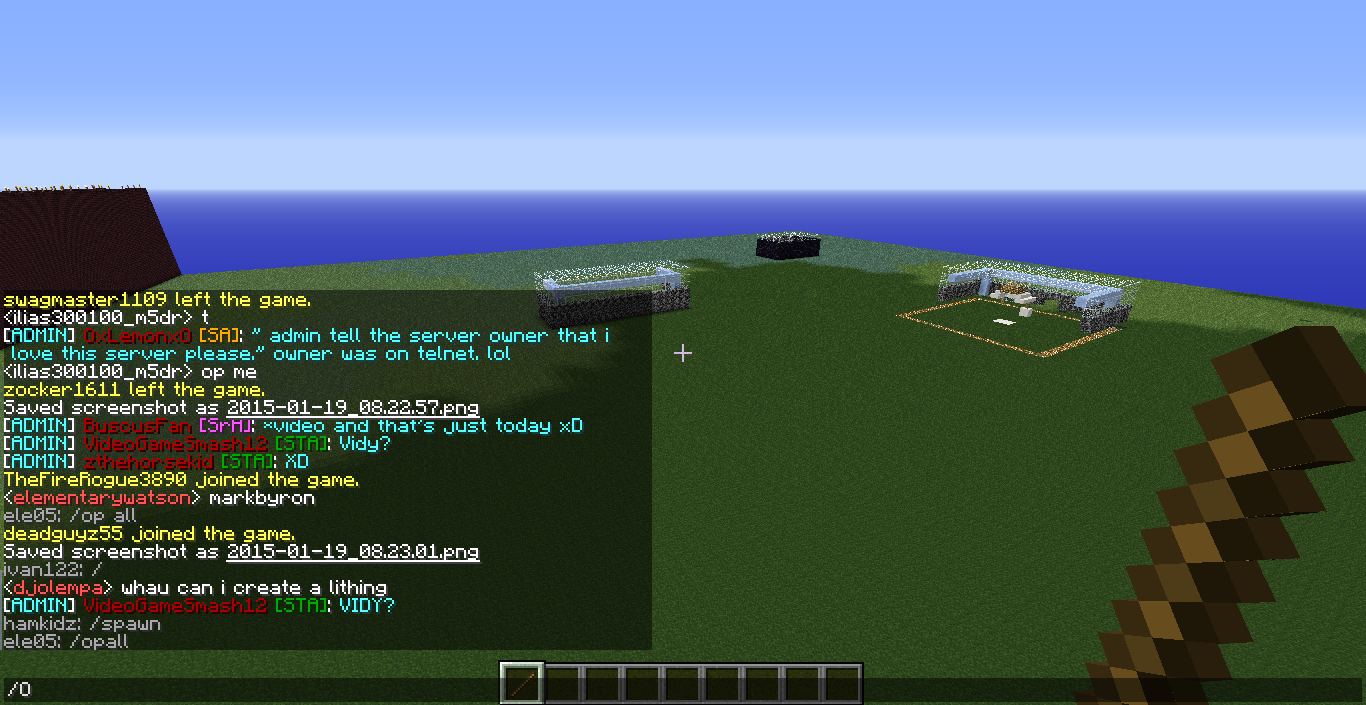 swagmaster1109 left the game.
<ilias300100_m5dr> t
[ADMIN] 0xLemonx0 [SA]: " admin tell the server owner that i
love this server please." owner was on telnet. lol
<ilias300100_m5dr> op me
zocker1611 left the game.
Saved screenshot as 2015-01-19_08.22.57.png
[ADMIN] BuscusFan [SrA]: *video and that's just today xD
[ADMIN] VideoGameSmash12 [STA]: Vidy?
[ADMIN] zthehorsekid [STA]: XD
TheFireRogue3890 joined the game.
<elementarywatson> markbyron
ele05: /op all
deadguyz55 joined the game.
Saved screenshot as 2015-01-19_08.23.01.png
ivan122: /
<djolempa> whau can i create a lithing
[ADMIN] VideoGameSmash12 [STA]: VIDY?
hamkidz: /spawn
ele05: /opall
/O